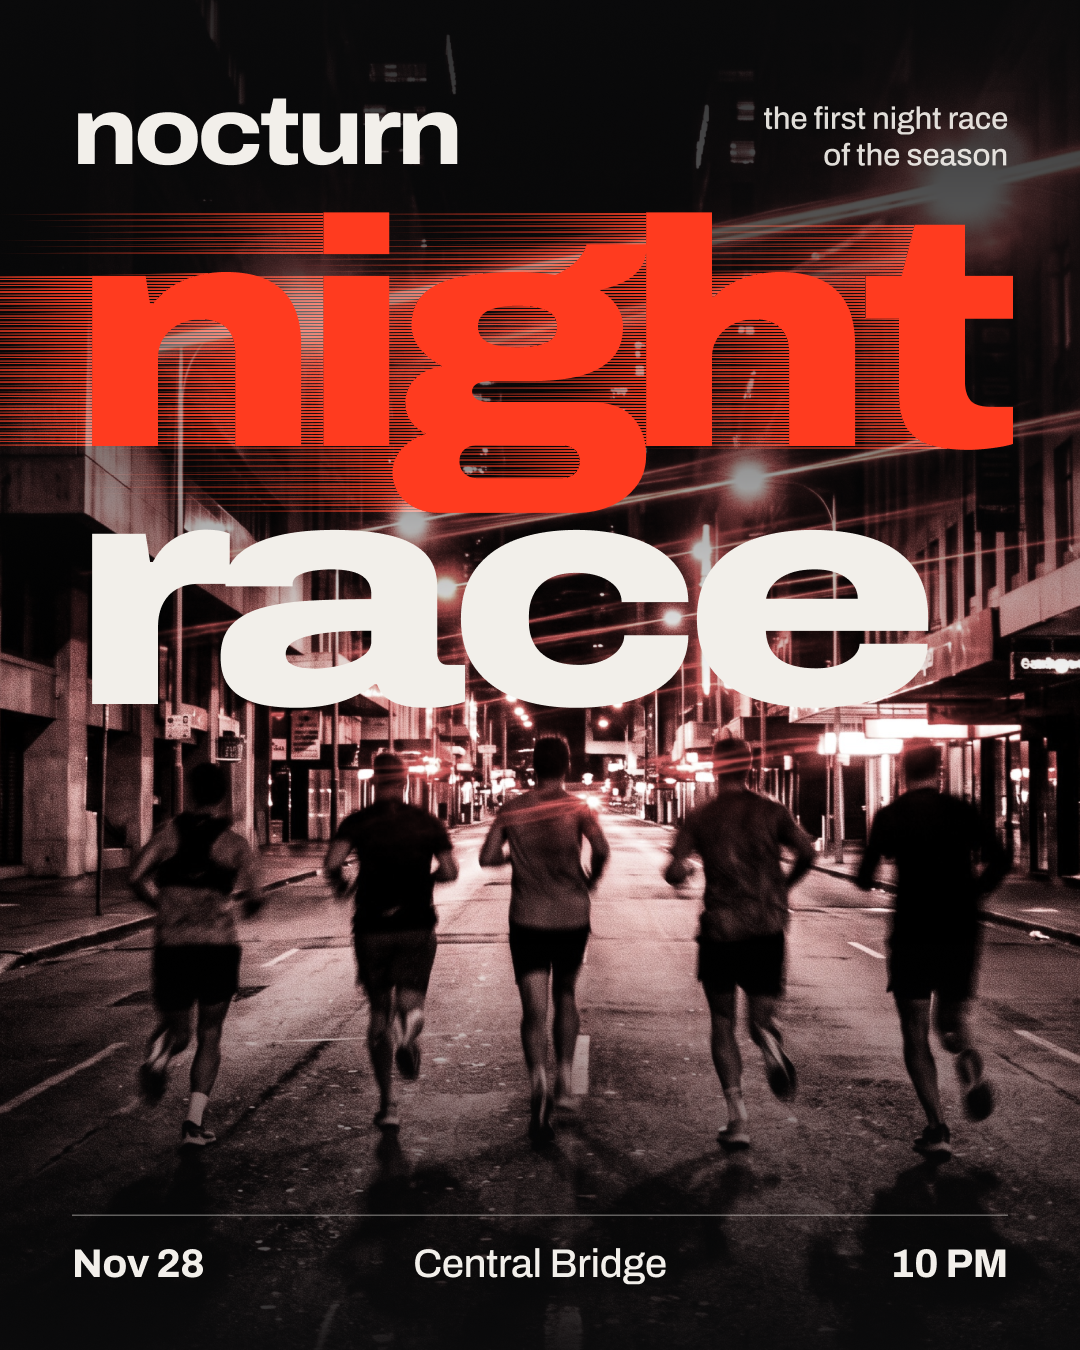 nocturn
the first night race
of the season
night
race
Nov 28
Central Bridge
10 PM